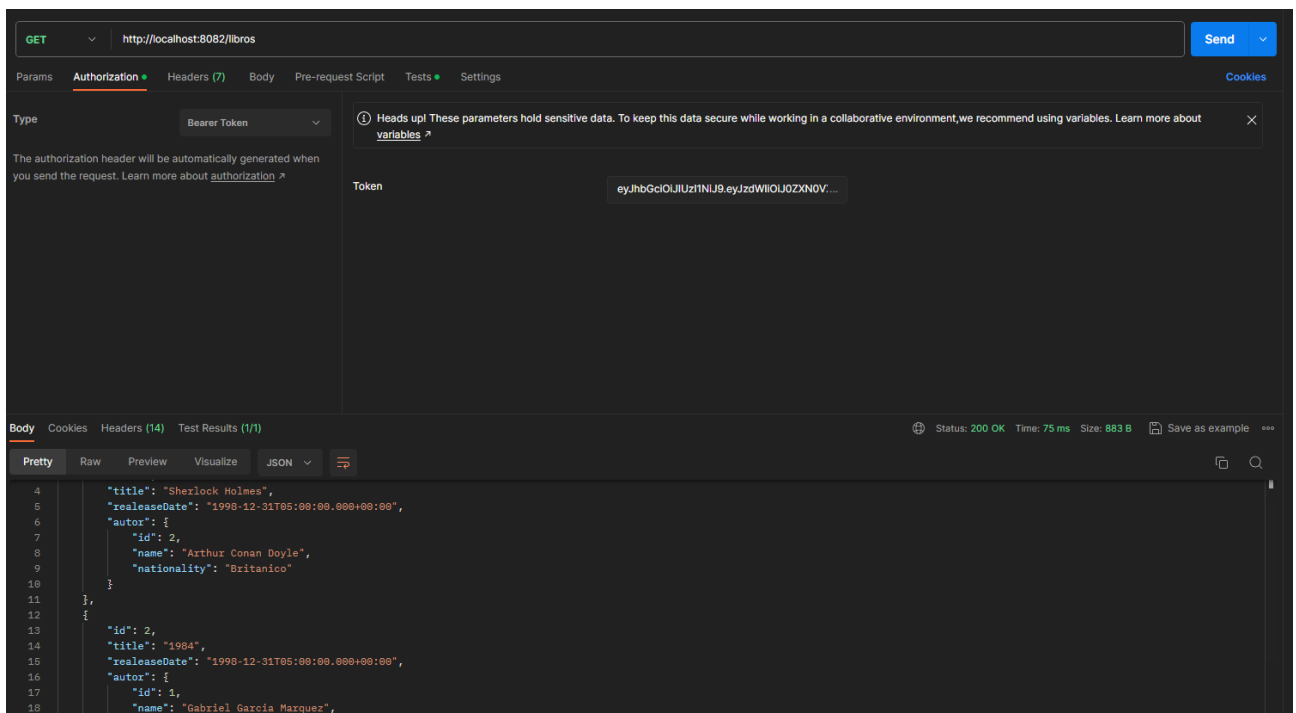 GET http://localhost:8082/libros Send
Params Authorization Headers (7) Body Pre-request Script Tests Settings Cookies
Type Bearer Token
Heads up! These parameters hold sensitive data. To keep this data secure while working in a collaborative environment,we recommend using variables. Learn more about
variables
The authorization header will be automatically generated when
you send the request. Learn more about authorization
Token eyJhbGciOiJIUzI1NiJ9.eyJzdWIiOiJ0ZXN0V...
Body Cookies Headers (14) Test Results (1/1) Status: 200 OK Time: 75 ms Size: 883 B Save as example
Pretty Raw Preview Visualize JSON
4 "title": "Sherlock Holmes",
5 "realeaseDate": "1998-12-31T05:00:00.000+00:00",
6 "autor": {
7 "id": 2,
8 "name": "Arthur Conan Doyle",
9 "nationality": "Britanico"
10 }
11 },
12 {
13 "id": 2,
14 "title": "1984",
15 "realeaseDate": "1998-12-31T05:00:00.000+00:00",
16 "autor": {
17 "id": 1,
18 "name": "Gabriel Garcia Marquez",